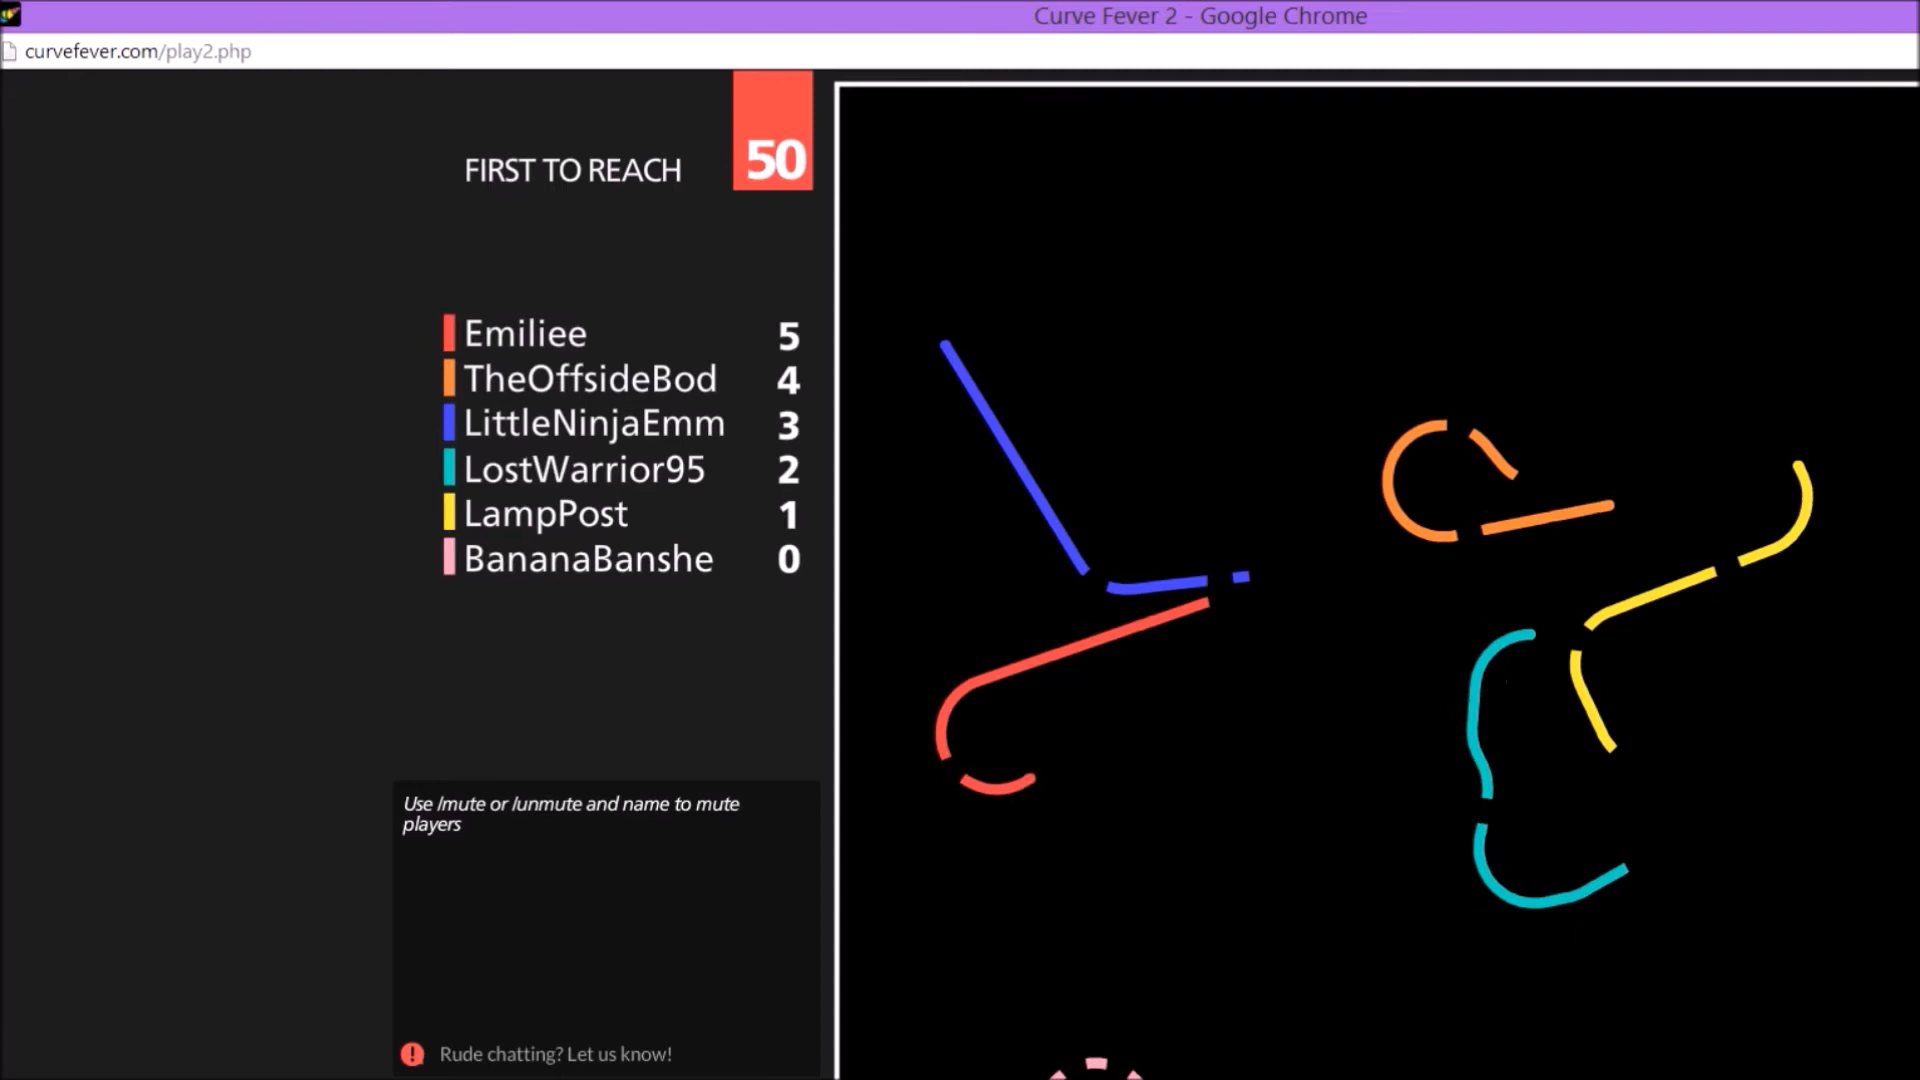 Curve Fever 2 - Google Chrome
curvefever.com/play2.php
FIRST TO REACH 50
Emiliee 5
TheOffsideBod 4
LittleNinjaEmm 3
LostWarrior95 2
LampPost 1
BananaBanshe 0
Use /mute or /unmute and name to mute
players
Rude chatting? Let us know!